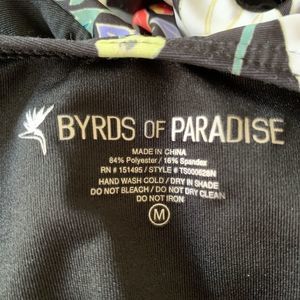 BYRDS OF PARADISE
MADE IN CHINA
84% Polyester / 16% Spandex
RN # 151495 / STYLE # TS000628N
HAND WASH COLD / DRY IN SHADE
DO NOT BLEACH / DO NOT DRY CLEAN
DO NOT IRON
M